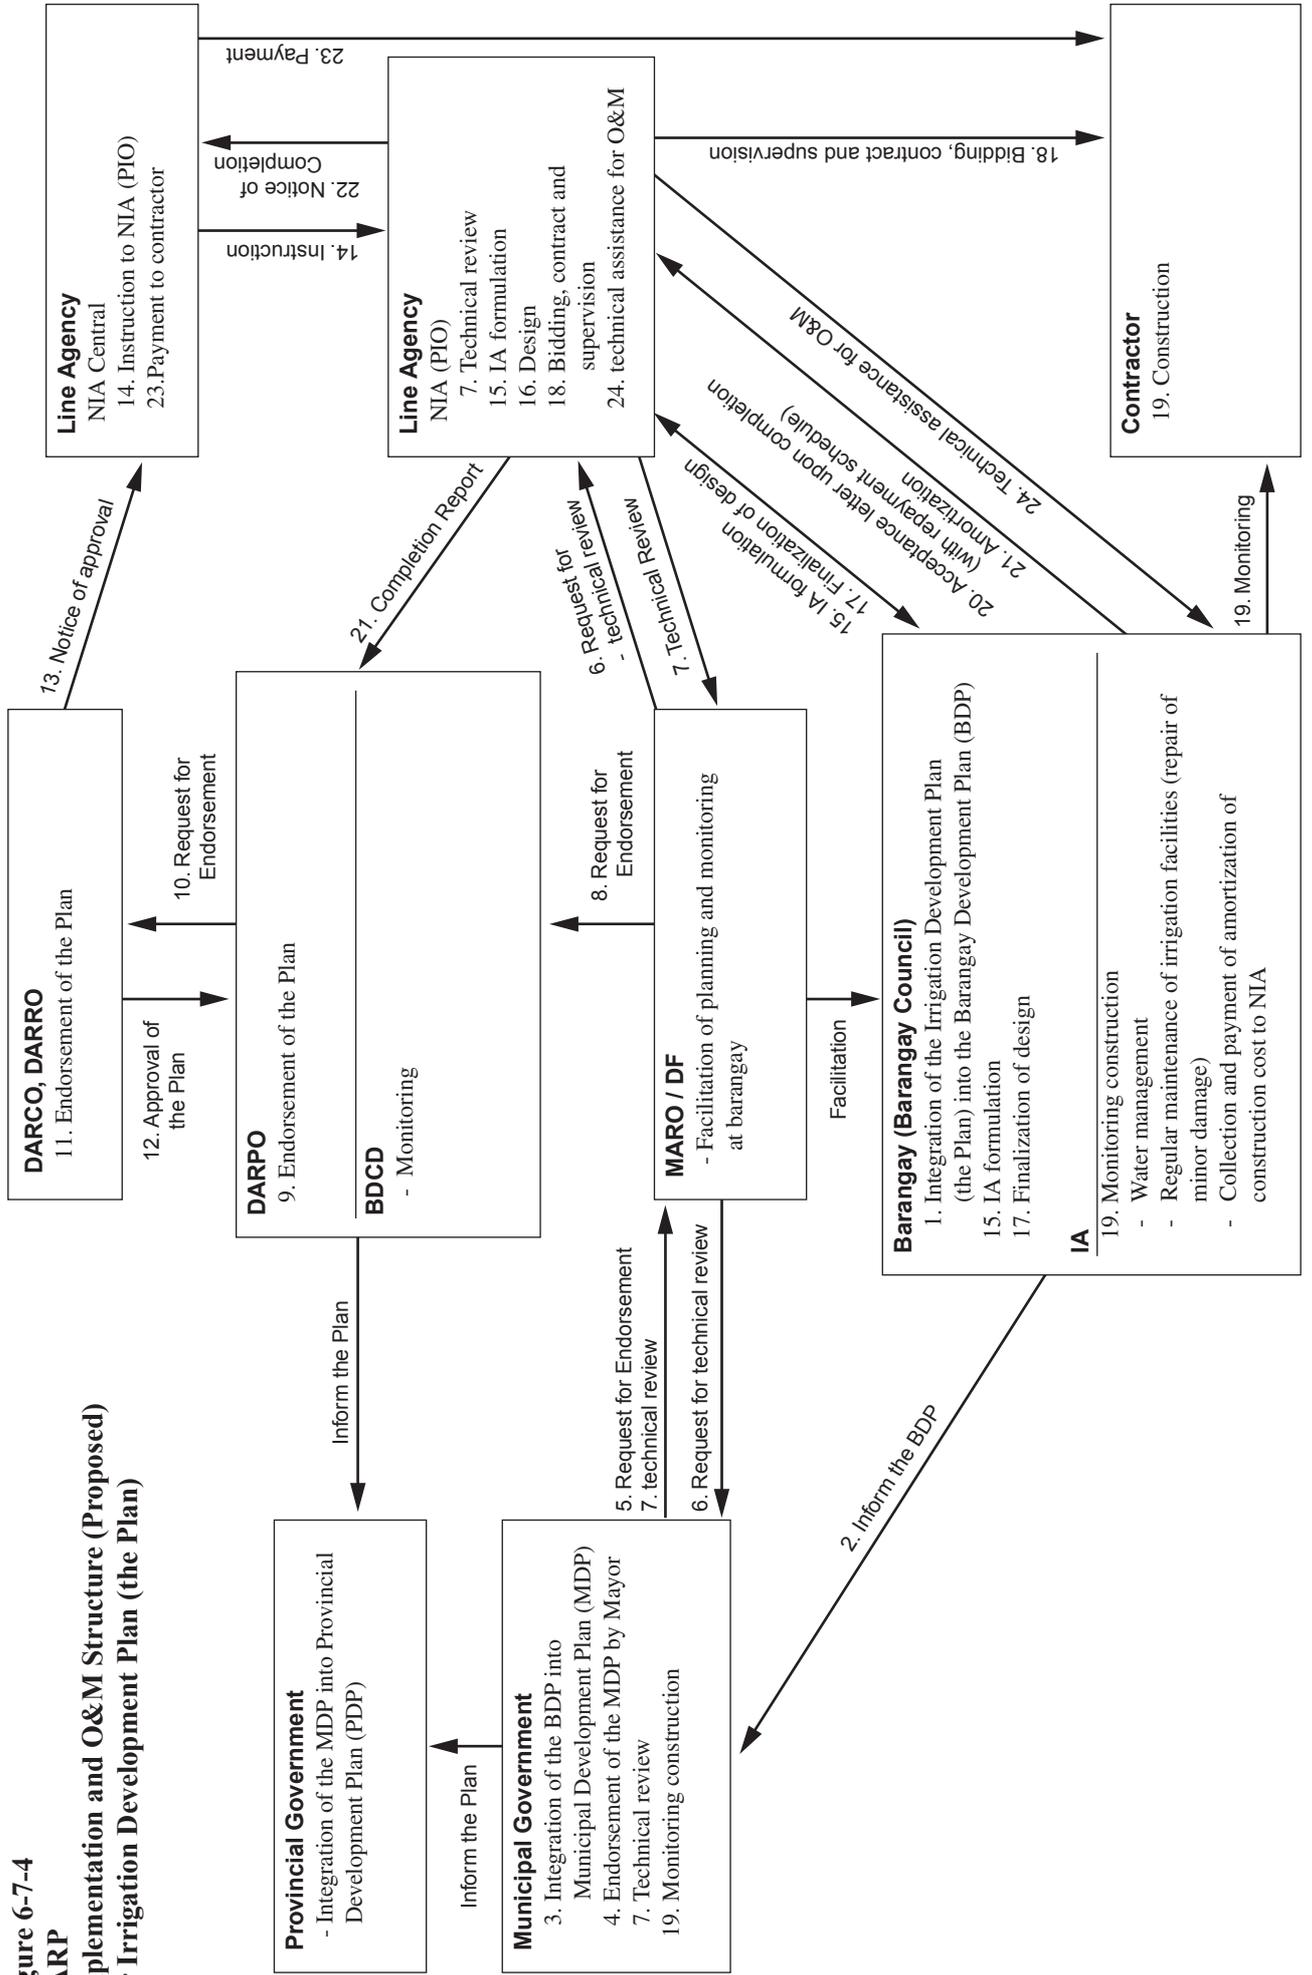 gure 6-7-4
ARP
plementation and O&M Structure (Proposed)
r Irrigation Development Plan (the Plan)
Provincial Government
- Integration of the MDP into Provincial
Development Plan (PDP)
Inform the Plan
Municipal Government
3. Integration of the BDP into
Municipal Development Plan (MDP)
4. Endorsement of the MDP by Mayor
7. Technical review
19. Monitoring construction
Inform the Plan
5. Request for Endorsement
7. technical review
6. Request for technical review
2. Inform the BDP
DARCO, DARRO
11. Endorsement of the Plan
12. Approval of
the Plan
10. Request for
Endorsement
DARPO
9. Endorsement of the Plan
BDCD
- Monitoring
8. Request for
Endorsement
MARO / DF
- Facilitation of planning and monitoring
at barangay
Facilitation
Barangay (Barangay Council)
1. Integration of the Irrigation Development Plan
(the Plan) into the Barangay Development Plan (BDP)
15. IA formulation
17. Finalization of design
IA
19. Monitoring construction
- Water management
- Regular maintenance of irrigation facilities (repair of
minor damage)
- Collection and payment of amortization of
construction cost to NIA
13. Notice of approval
21. Completion Report
6. Request for
- technical review
7. Technical Review
15. IA formulation
17. Finalization of design
20. Acceptance letter upon completion
(with repayment schedule)
21. Amortization
24. Technical assistance for O&M
19. Monitoring
Line Agency
NIA Central
14. Instruction to NIA (PIO)
23.Payment to contractor
14. Instruction
22. Notice of
Completion
23. Payment
Line Agency
NIA (PIO)
7. Technical review
15. IA formulation
16. Design
18. Bidding, contract and
supervision
24. technical assistance for O&M
18. Bidding, contract and supervision
Contractor
19. Construction